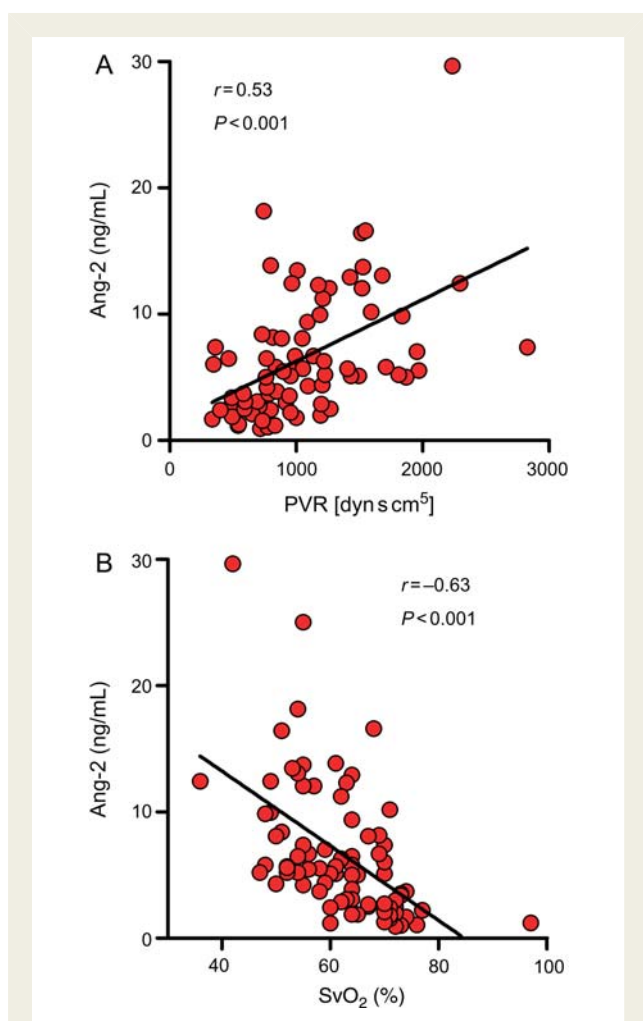 A
30
r=0.53
P<0.001
20
Ang-2 (ng/mL)
10
0
0 1000 2000 3000
PVR [dyn s cm⁵]
B
30
r=–0.63
P<0.001
20
Ang-2 (ng/mL)
10
0
40 60 80 100
SvO₂ (%)